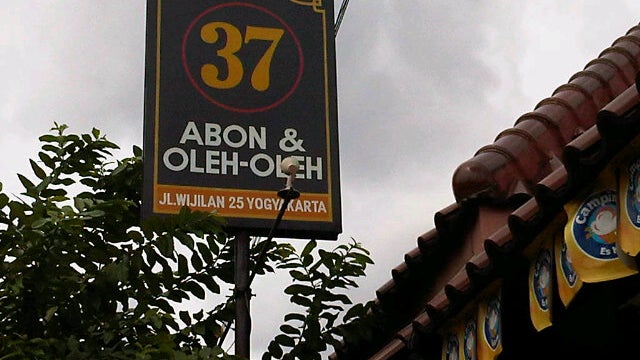 37
ABON &
OLEH-OLEH
JL.WIJILAN 25 YOGYAKARTA